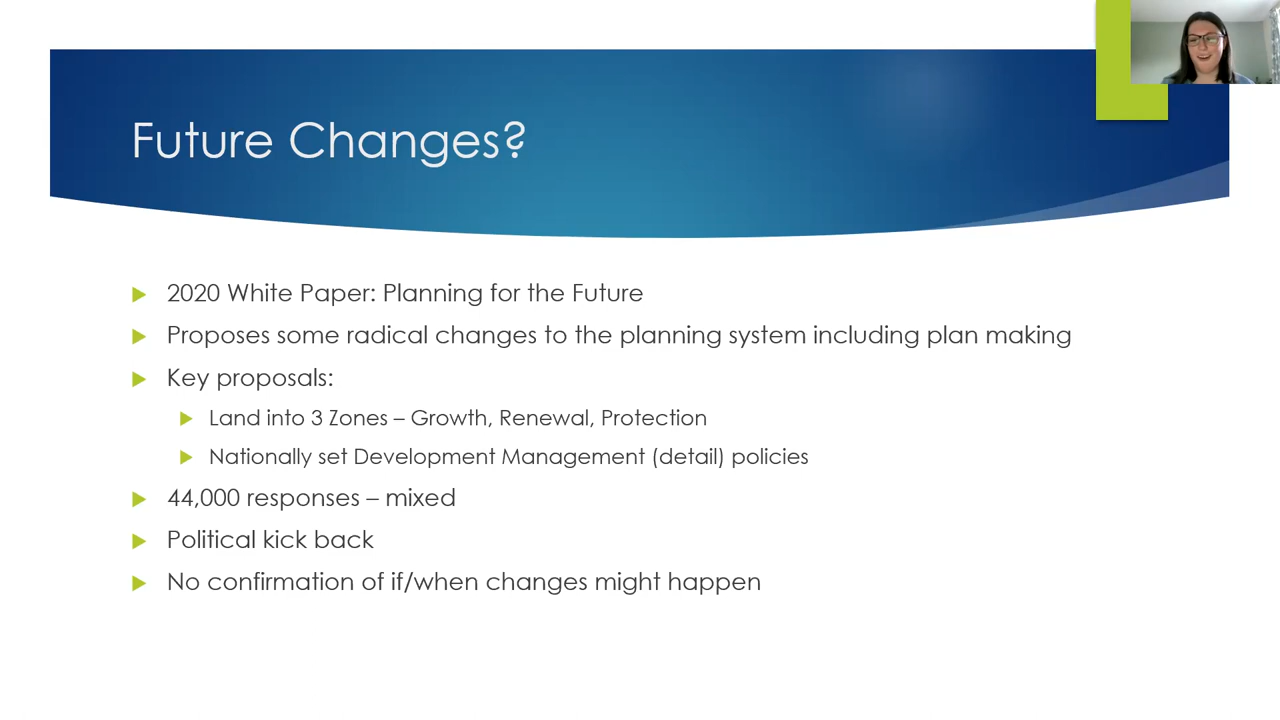 Future Changes?
2020 White Paper: Planning for the Future
Proposes some radical changes to the planning system including plan making
Key proposals:
Land into 3 Zones – Growth, Renewal, Protection
Nationally set Development Management (detail) policies
44,000 responses – mixed
Political kick back
No confirmation of if/when changes might happen